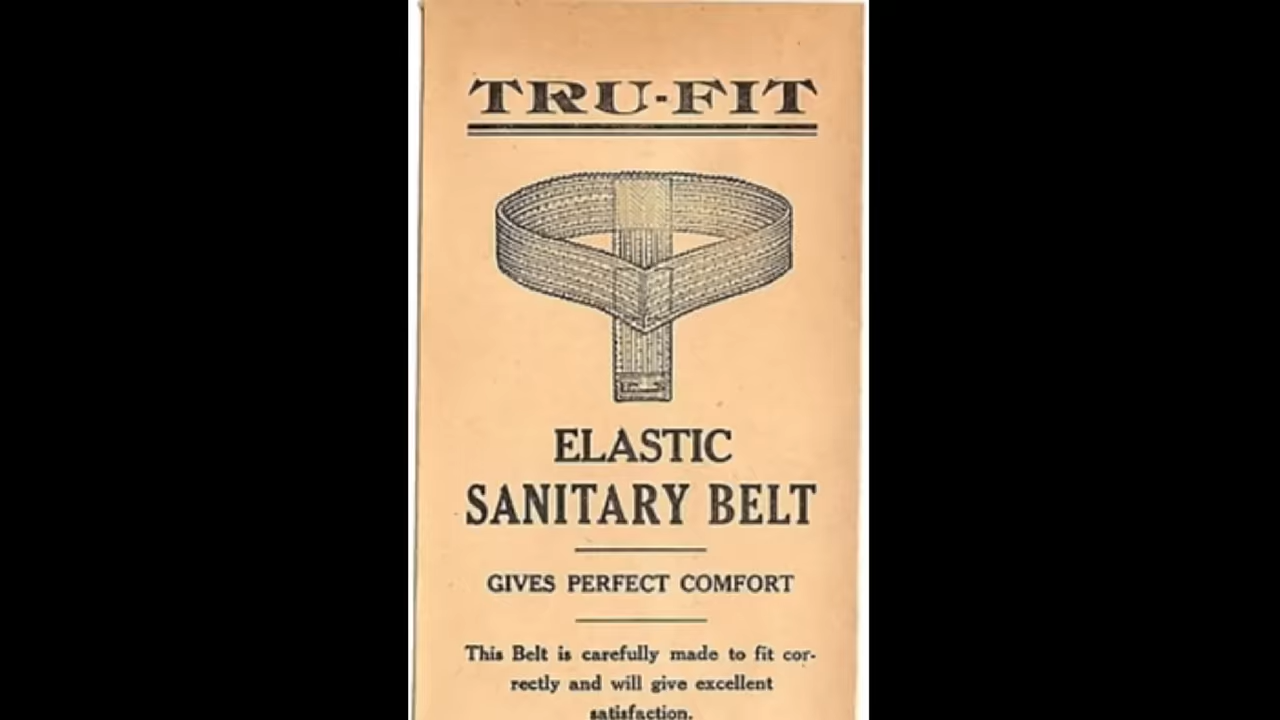 TRU-FIT
ELASTIC
SANITARY BELT
GIVES PERFECT COMFORT
This Belt is carefully made to fit cor-
rectly and will give excellent
satisfaction.